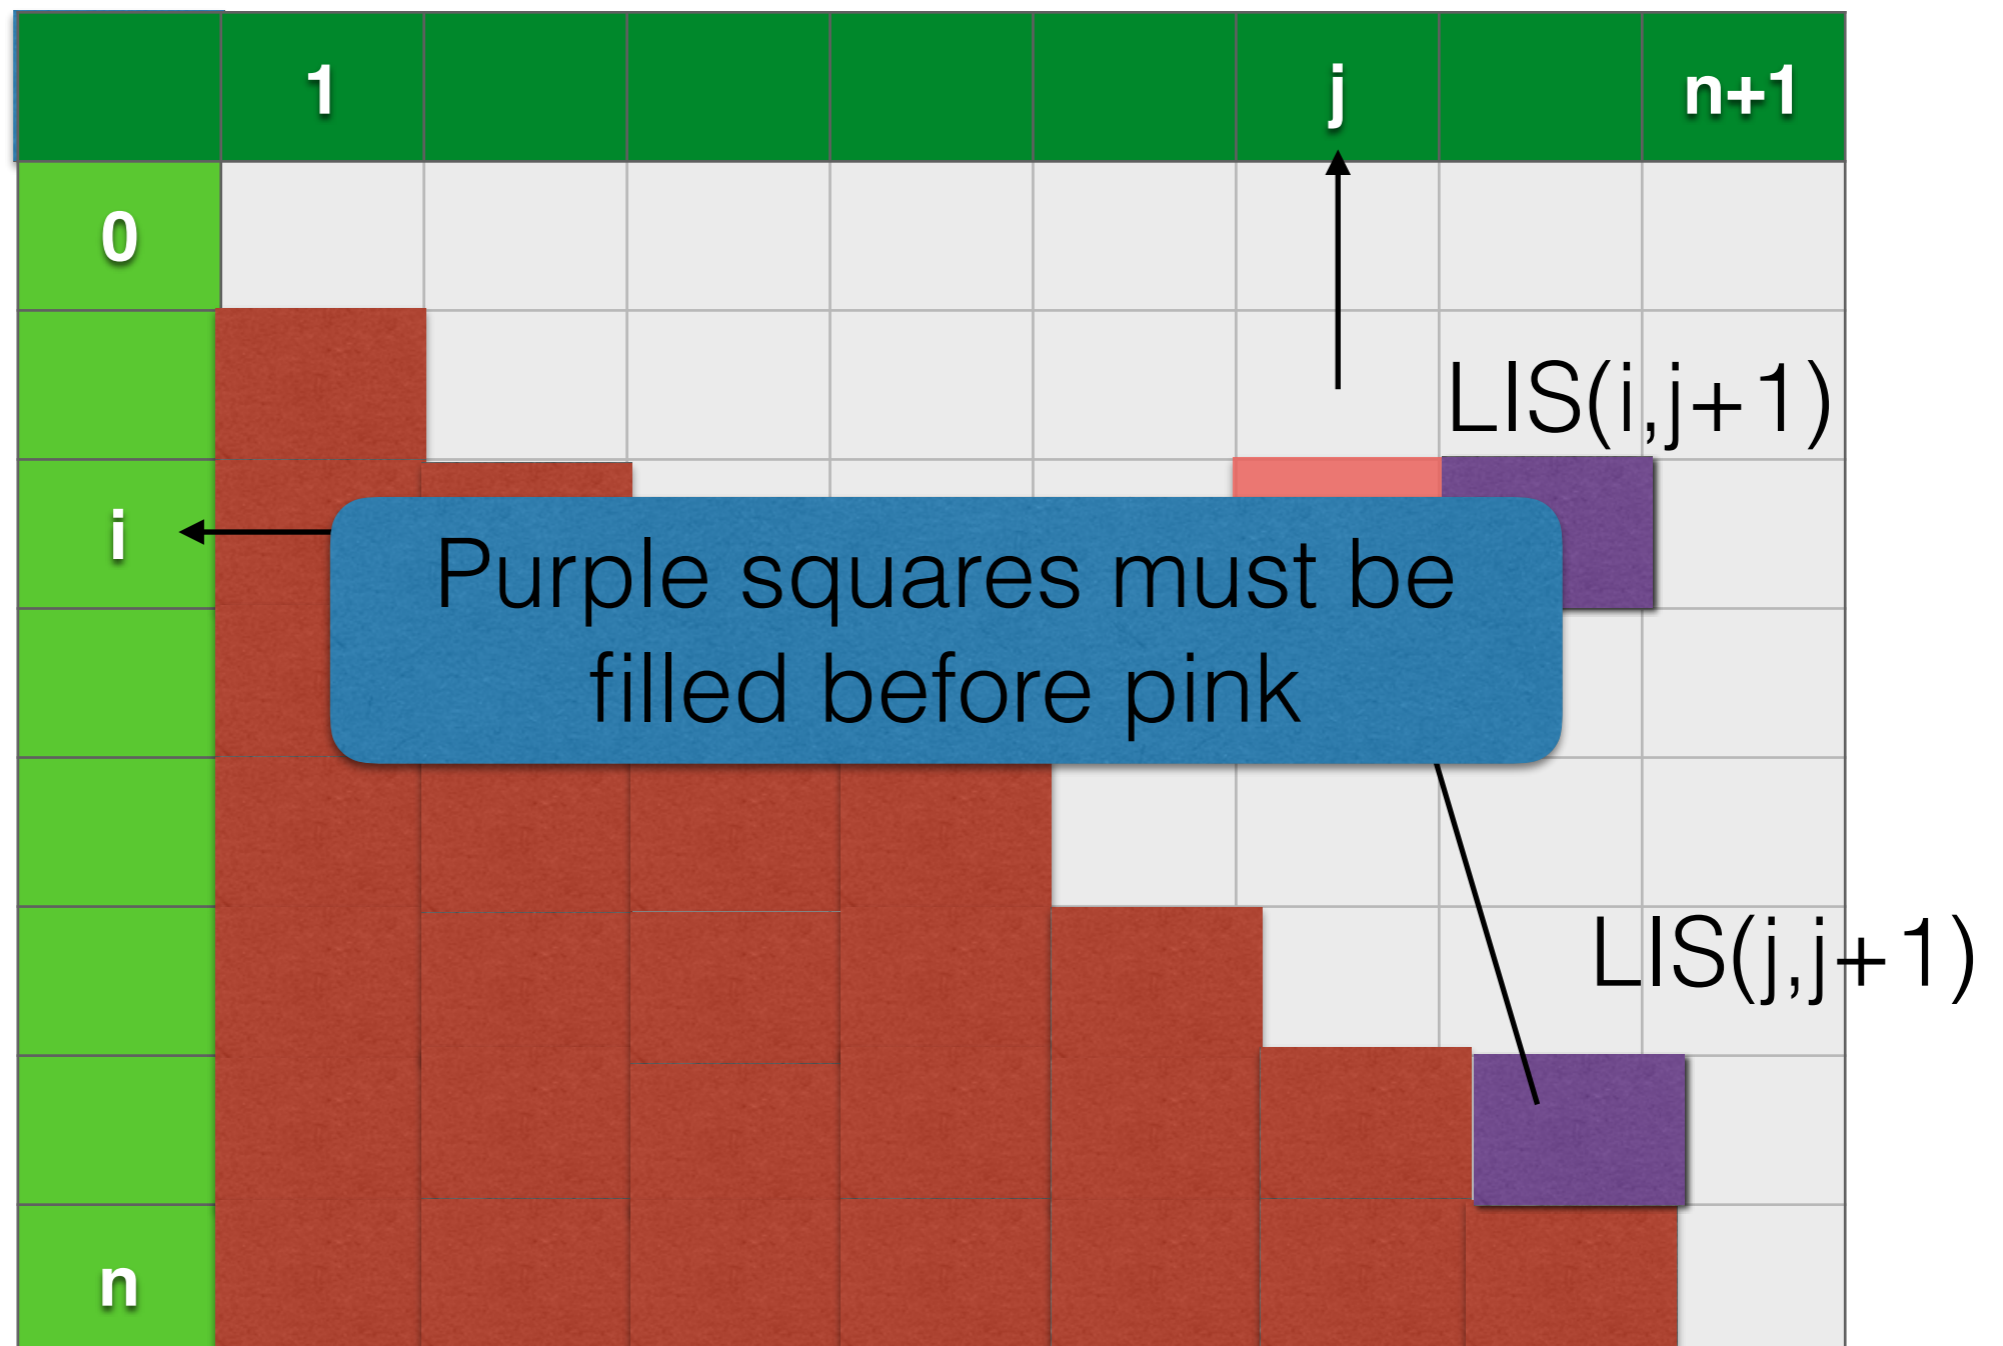 1 j n+1
0
LIS(i,j+1)
i
Purple squares must be
filled before pink
LIS(j,j+1)
n